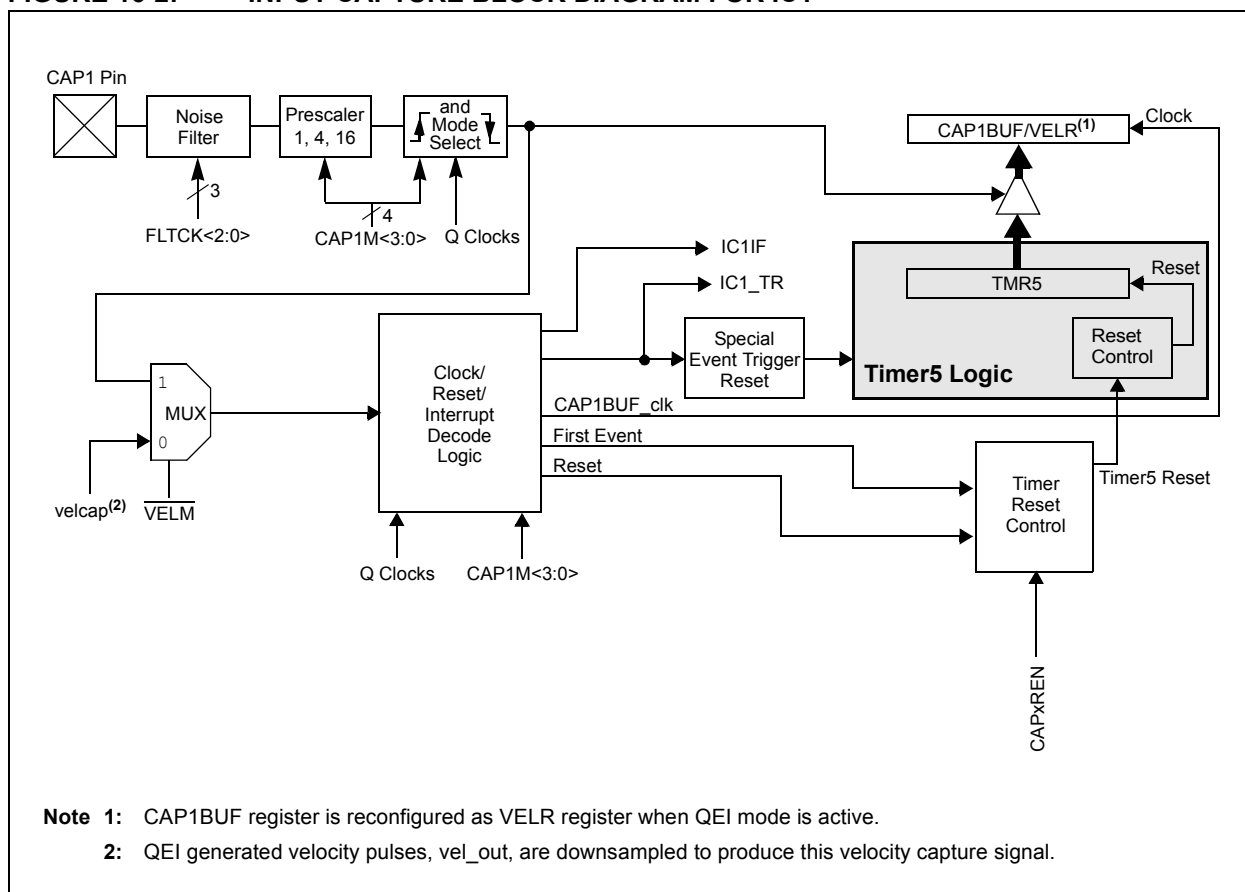 CAP1 Pin
Noise
Filter
Prescaler
1, 4, 16
and
Mode
Select
CAP1BUF/VELR(1)
Clock
3
4
FLTCK<2:0>
CAP1M<3:0>
Q Clocks
IC1IF
IC1_TR
TMR5
Reset
Reset
Control
Timer5 Logic
Special
Event Trigger
Reset
Clock/
Reset/
Interrupt
Decode
Logic
1
MUX
0
CAP1BUF_clk
First Event
Reset
Timer
Reset
Control
Timer5 Reset
velcap(2)
VELM
Q Clocks
CAP1M<3:0>
CAPxREN
Note 1: CAP1BUF register is reconfigured as VELR register when QEI mode is active.
2: QEI generated velocity pulses, vel_out, are downsampled to produce this velocity capture signal.